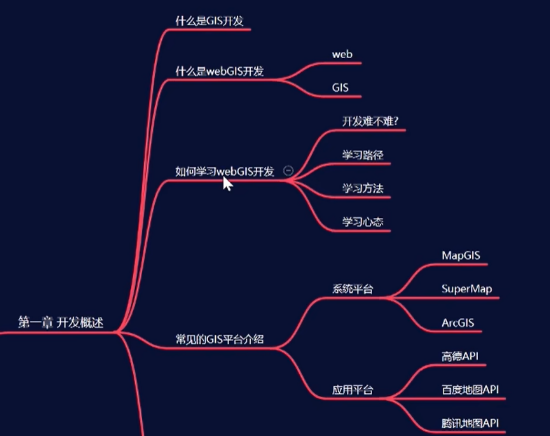 什么是GIS开发
什么是webGIS开发
web
GIS
如何学习webGIS开发
开发难不难?
学习路径
学习方法
学习心态
第一章 开发概述
常见的GIS平台介绍
系统平台
MapGIS
SuperMap
ArcGIS
应用平台
高德API
百度地图API
腾讯地图API